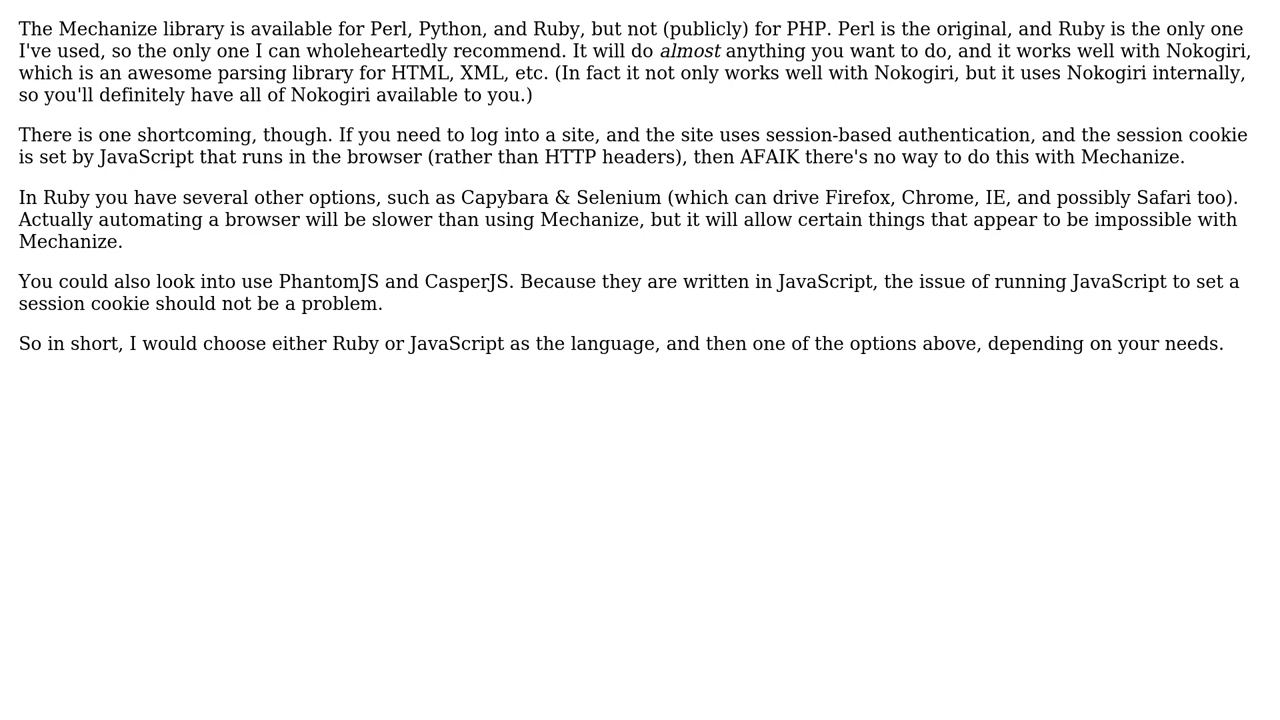 The Mechanize library is available for Perl, Python, and Ruby, but not (publicly) for PHP. Perl is the original, and Ruby is the only one
I've used, so the only one I can wholeheartedly recommend. It will do almost anything you want to do, and it works well with Nokogiri,
which is an awesome parsing library for HTML, XML, etc. (In fact it not only works well with Nokogiri, but it uses Nokogiri internally,
so you'll definitely have all of Nokogiri available to you.)
There is one shortcoming, though. If you need to log into a site, and the site uses session-based authentication, and the session cookie
is set by JavaScript that runs in the browser (rather than HTTP headers), then AFAIK there's no way to do this with Mechanize.
In Ruby you have several other options, such as Capybara & Selenium (which can drive Firefox, Chrome, IE, and possibly Safari too).
Actually automating a browser will be slower than using Mechanize, but it will allow certain things that appear to be impossible with
Mechanize.
You could also look into use PhantomJS and CasperJS. Because they are written in JavaScript, the issue of running JavaScript to set a
session cookie should not be a problem.
So in short, I would choose either Ruby or JavaScript as the language, and then one of the options above, depending on your needs.